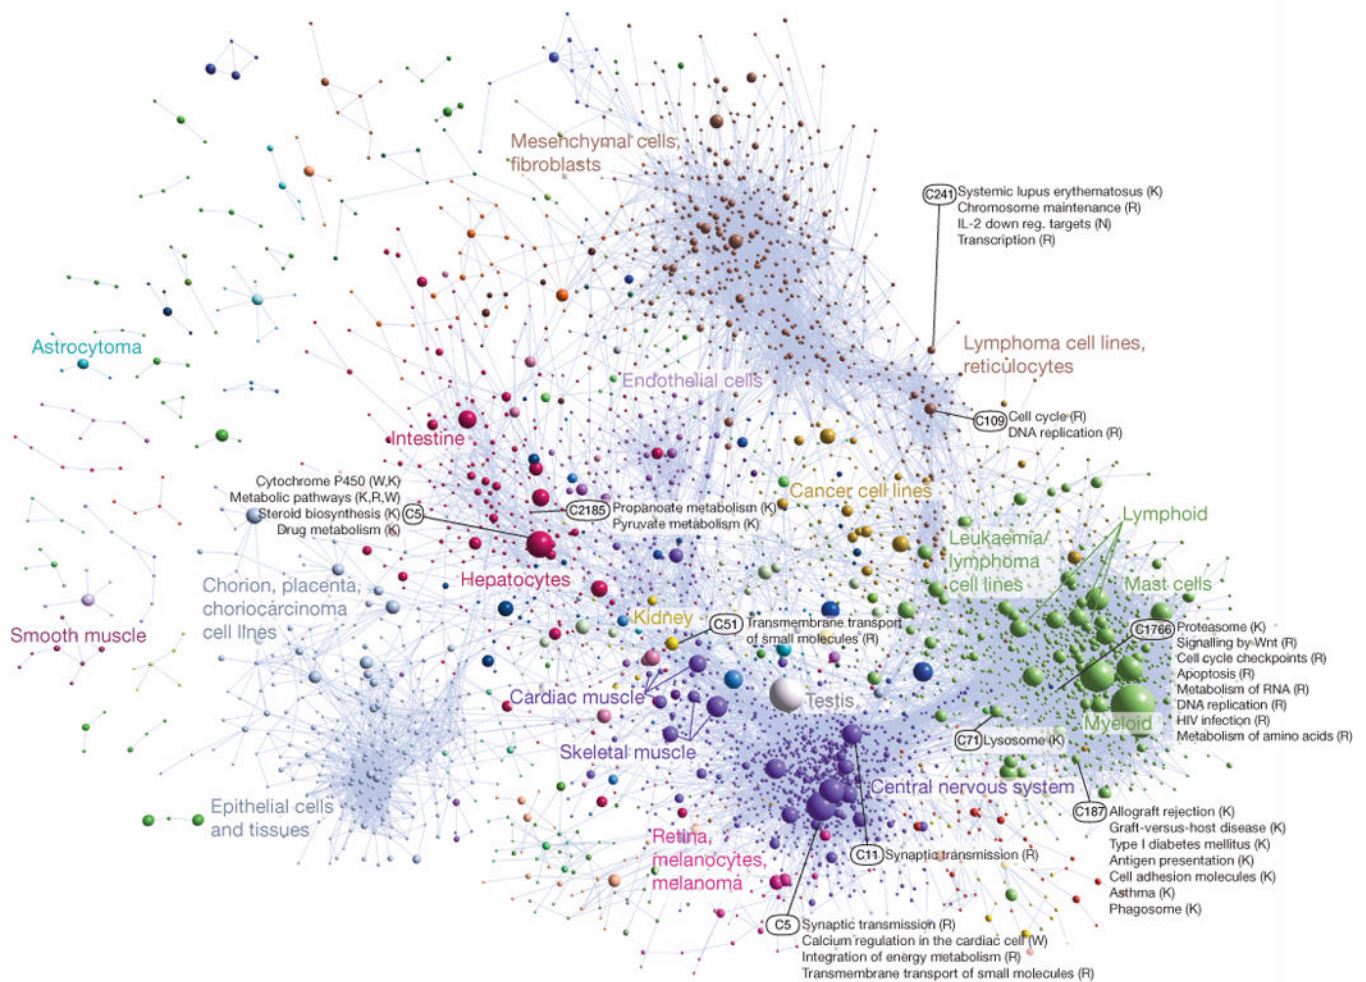 Mesenchymal cells,
fibroblasts
C241 Systemic lupus erythematosus (K)
Chromosome maintenance (R)
IL-2 down reg. targets (N)
Transcription (R)
Astrocytoma
Lymphoma cell lines,
reticulocytes
Endothelial cells
C109 Cell cycle (R)
DNA replication (R)
Intestine
Cytochrome P450 (W,K)
Metabolic pathways (K,R,W)
Steroid biosynthesis (K) C5
Drug metabolism (K)
C2185 Propanoate metabolism (K)
Pyruvate metabolism (K)
Cancer cell lines
Lymphoid
Leukaemia/
lymphoma
cell lines
Mast cells
Hepatocytes
Chorion, placenta,
choriocarcinoma
cell lines
Kidney
C51 Transmembrane transport
of small molecules (R)
Smooth muscle
C1766 Proteasome (K)
Signalling by Wnt (R)
Cell cycle checkpoints (R)
Apoptosis (R)
Metabolism of RNA (R)
DNA replication (R)
HIV infection (R)
Metabolism of amino acids (R)
Cardiac muscle
Testis
Myeloid
Skeletal muscle
C71 Lysosome (K)
Central nervous system
Epithelial cells
and tissues
C187 Allograft rejection (K)
Graft-versus-host disease (K)
Type I diabetes mellitus (K)
Antigen presentation (K)
Cell adhesion molecules (K)
Asthma (K)
Phagosome (K)
Retina,
melanocytes,
melanoma
C11 Synaptic transmission (R)
C5 Synaptic transmission (R)
Calcium regulation in the cardiac cell (W)
Integration of energy metabolism (R)
Transmembrane transport of small molecules (R)